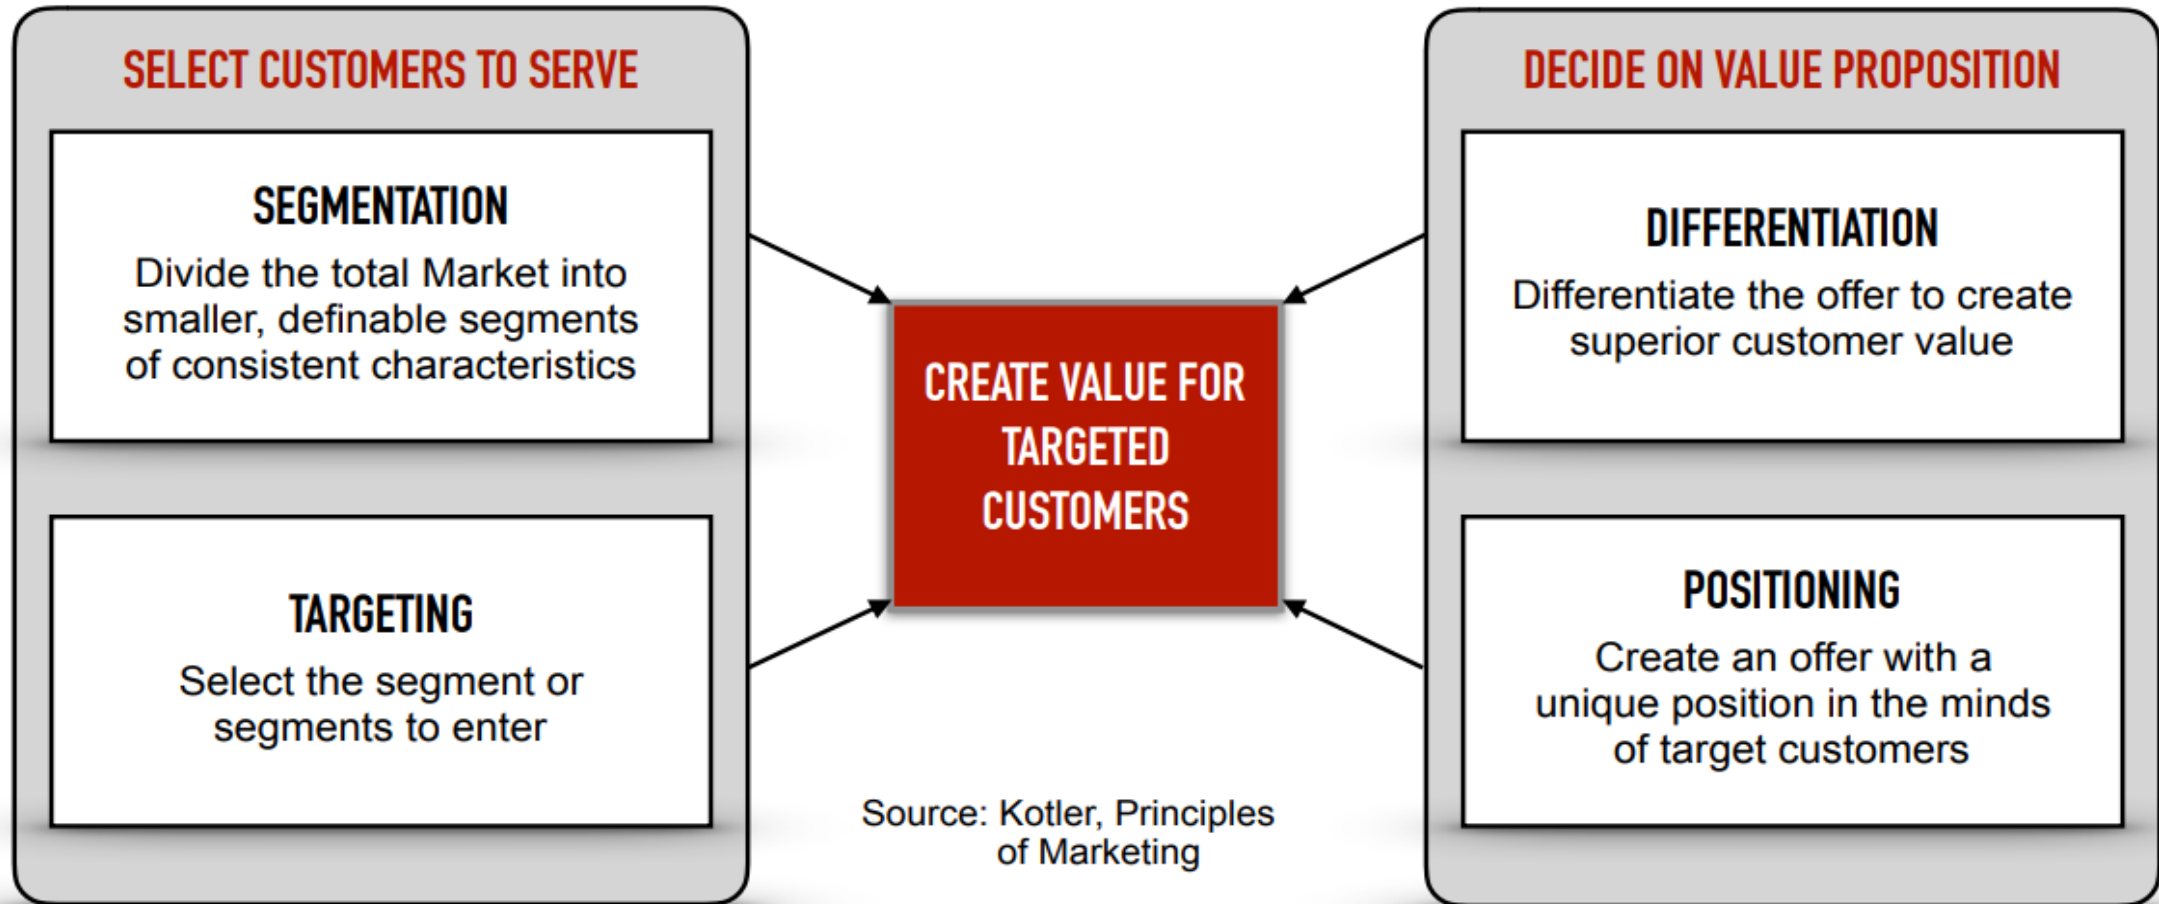 SELECT CUSTOMERS TO SERVE
SEGMENTATION
Divide the total Market into
smaller, definable segments
of consistent characteristics
TARGETING
Select the segment or
segments to enter
CREATE VALUE FOR
TARGETED
CUSTOMERS
Source: Kotler, Principles
of Marketing
DECIDE ON VALUE PROPOSITION
DIFFERENTIATION
Differentiate the offer to create
superior customer value
POSITIONING
Create an offer with a
unique position in the minds
of target customers